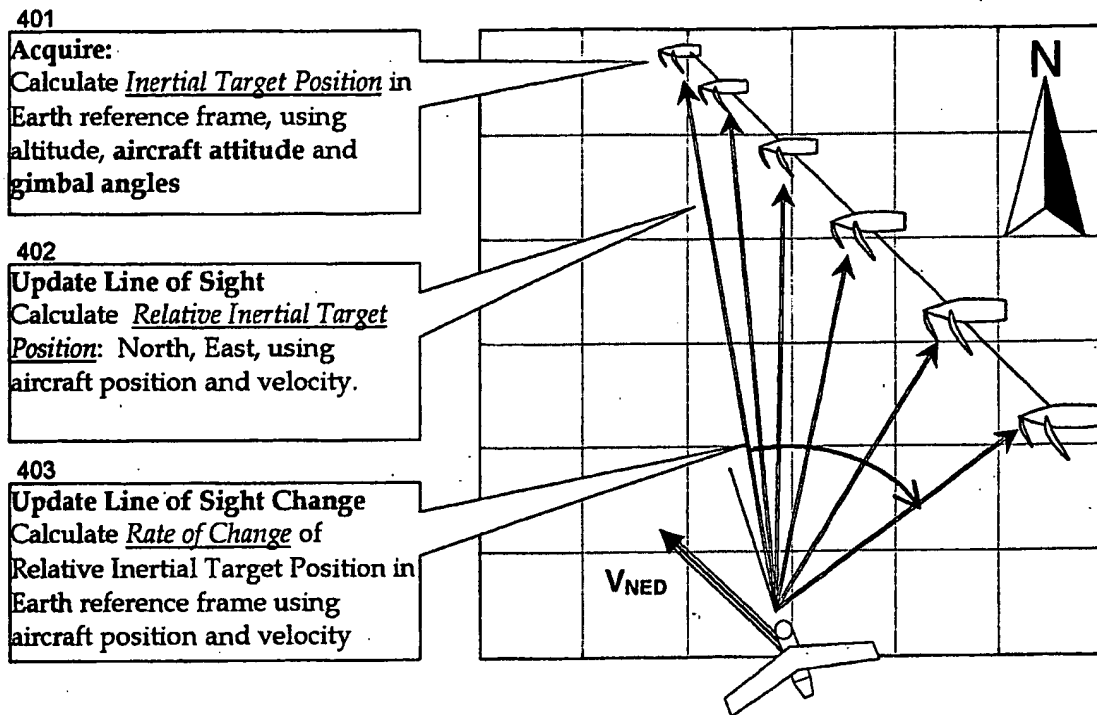 401
Acquire:
Calculate Inertial Target Position in
Earth reference frame, using
altitude, aircraft attitude and
gimbal angles
402
Update Line of Sight
Calculate Relative Inertial Target
Position: North, East, using
aircraft position and velocity.
403
Update Line of Sight Change
Calculate Rate of Change of
Relative Inertial Target Position in
Earth reference frame using
aircraft position and velocity
N
VNED